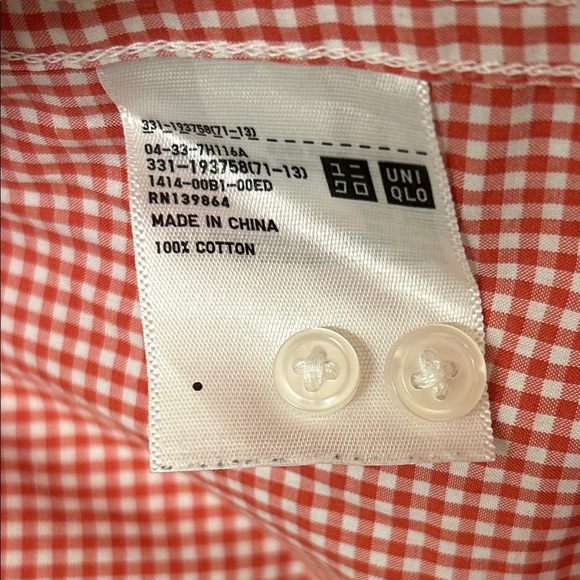 331-193758(71-13)
04-33-7H116A
331-193758(71-13)
1414-00B1-00ED
RN139864
MADE IN CHINA
100% COTTON
ユニ
クロ
UNI
QLO